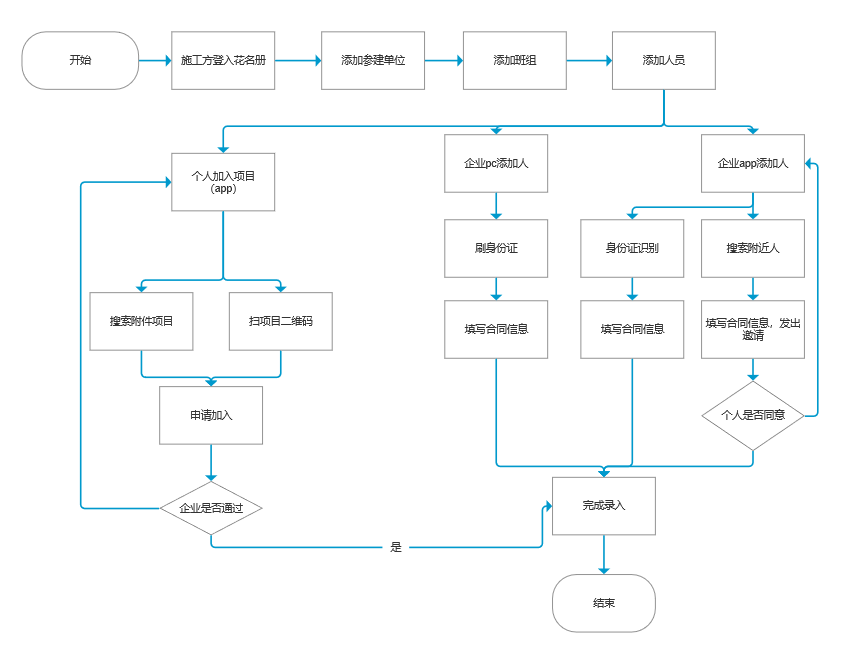 开始
施工方登入花名册
添加参建单位
添加班组
添加人员
个人加入项目
（app）
企业pc添加人
企业app添加人
刷身份证
身份证识别
搜索附近人
搜索附件项目
扫项目二维码
填写合同信息
填写合同信息
填写合同信息，发出
邀请
申请加入
个人是否同意
企业是否通过
完成录入
是
结束